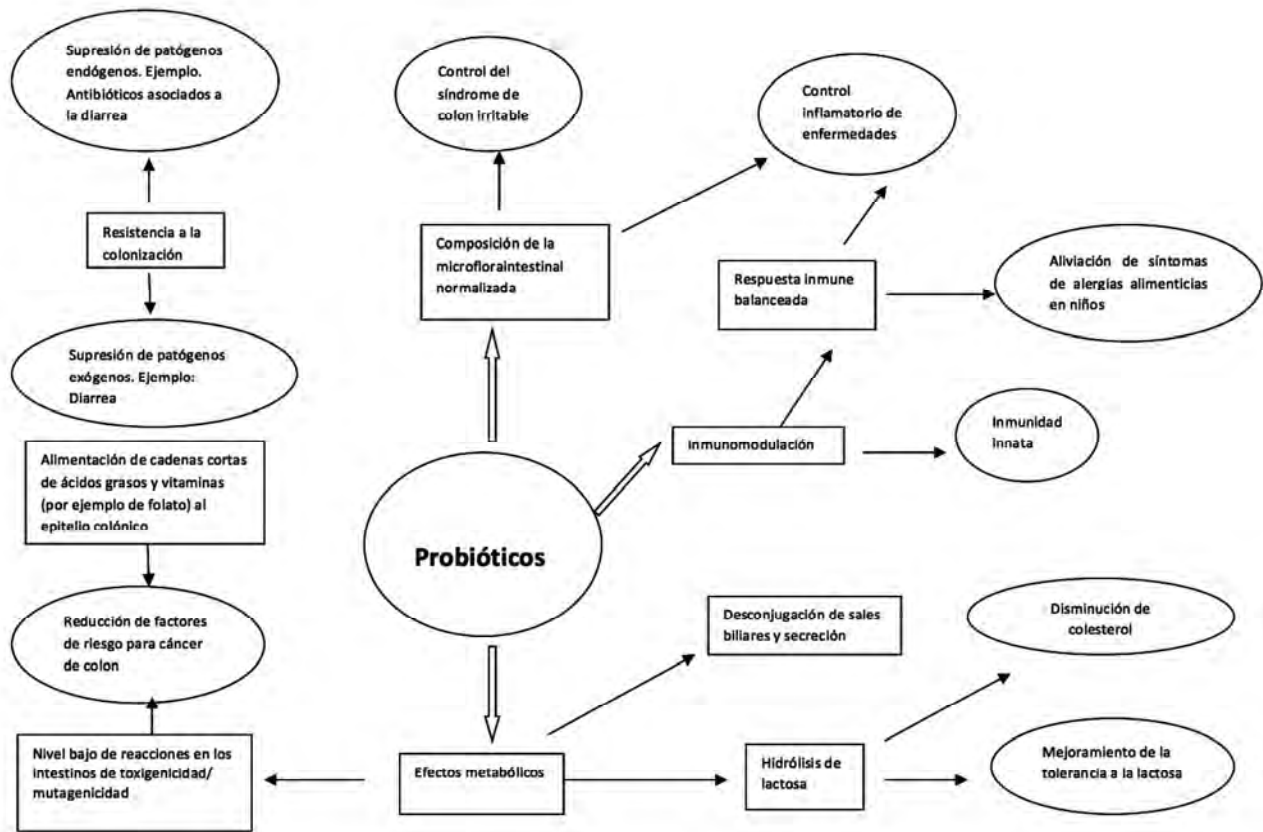 Supresión de patógenos
endógenos. Ejemplo.
Antibióticos asociados a
la diarrea
Control del
síndrome de
colon irritable
Control
inflamatorio de
enfermedades
Resistencia a la
colonización
Composición de la
microfloraintestinal
normalizada
Respuesta inmune
balanceada
Aliviación de síntomas
de alergias alimenticias
en niños
Supresión de patógenos
exógenos. Ejemplo:
Diarrea
Inmunomodulación
Inmunidad
Innata
Alimentación de cadenas cortas
de ácidos grasos y vitaminas
(por ejemplo de folato) al
epitelio colónico
Probióticos
Reducción de factores
de riesgo para cáncer
de colon
Desconjugación de sales
biliares y secreción
Disminución de
colesterol
Nivel bajo de reacciones en los
intestinos de toxigenicidad/
mutagenicidad
Efectos metabólicos
Hidrólisis de
lactosa
Mejoramiento de la
tolerancia a la lactosa